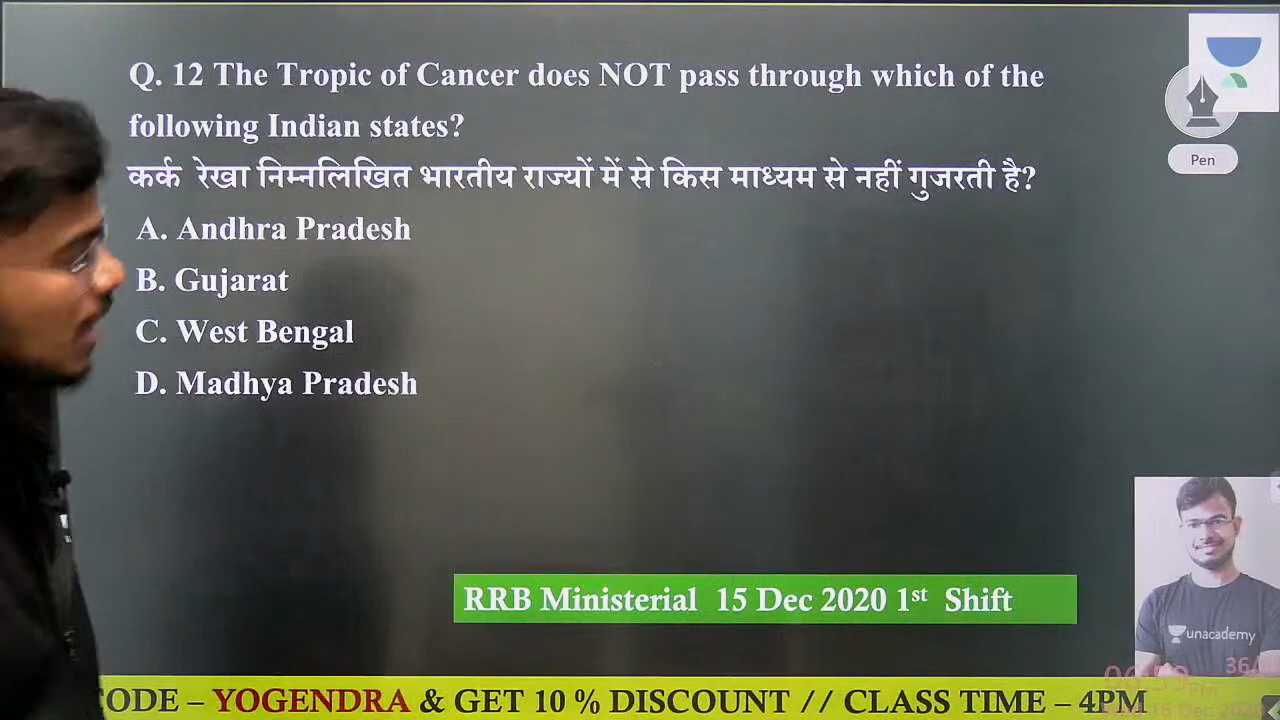 Q. 12 The Tropic of Cancer does NOT pass through which of the
following Indian states?
कर्क रेखा निम्नलिखित भारतीय राज्यों में से किस माध्यम से नहीं गुजरती है?
A. Andhra Pradesh
B. Gujarat
C. West Bengal
D. Madhya Pradesh
Pen
RRB Ministerial 15 Dec 2020 1st Shift
unacademy
CODE – YOGENDRA & GET 10 % DISCOUNT // CLASS TIME – 4PM